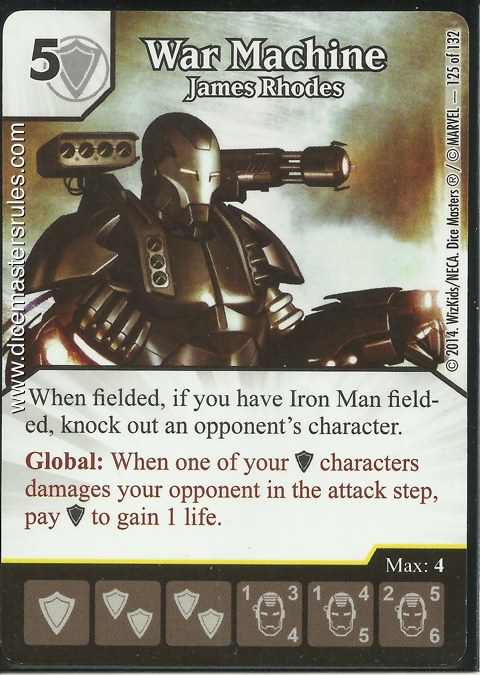 5
War Machine
James Rhodes
www.dicemastersrules.com
© 2014. WizKids/NECA. Dice Masters ® / © MARVEL — 125 of 132
When fielded, if you have Iron Man field-
ed, knock out an opponent's character.
Global: When one of your characters
damages your opponent in the attack step,
pay to gain 1 life.
Max: 4
1 3
4
1 4
5
2 5
6